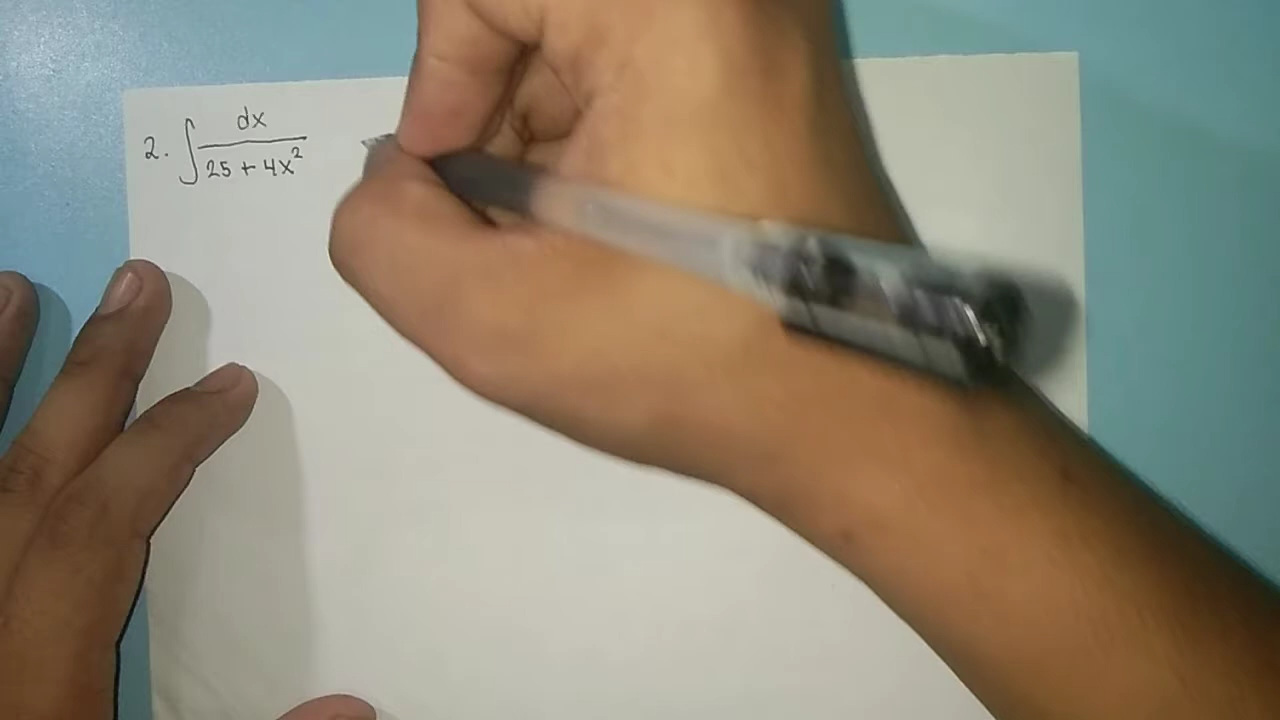 2. ∫ dx / 25 + 4x²